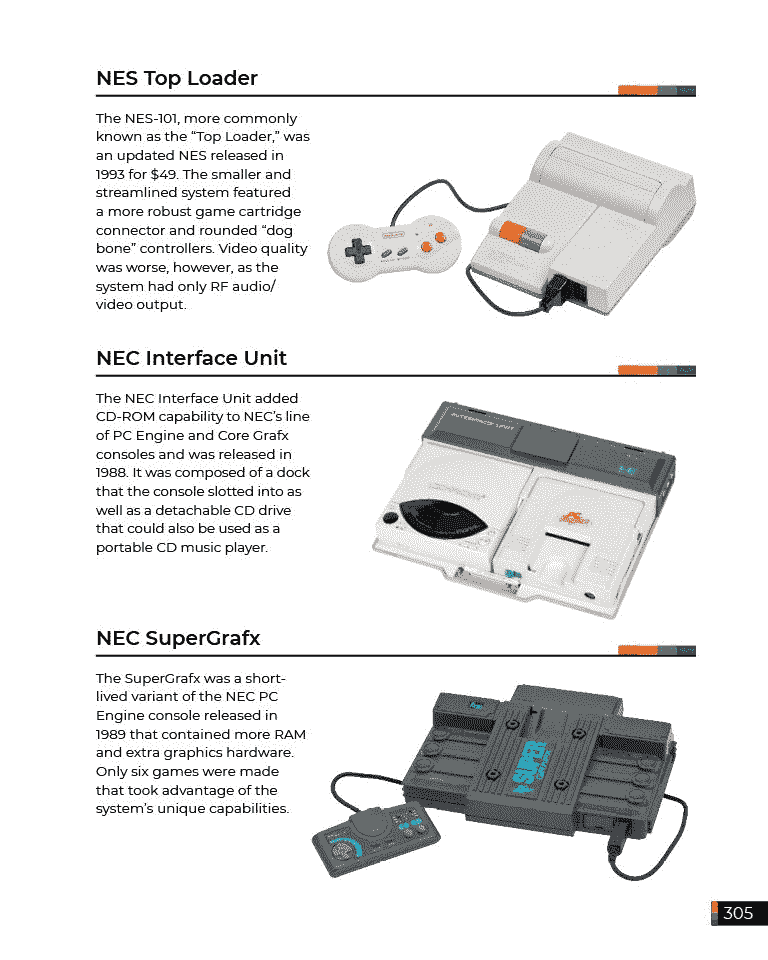 NES Top Loader
The NES-101, more commonly
known as the “Top Loader,” was
an updated NES released in
1993 for $49. The smaller and
streamlined system featured
a more robust game cartridge
connector and rounded “dog
bone” controllers. Video quality
was worse, however, as the
system had only RF audio/
video output.
NEC Interface Unit
The NEC Interface Unit added
CD-ROM capability to NEC’s line
of PC Engine and Core Grafx
consoles and was released in
1988. It was composed of a dock
that the console slotted into as
well as a detachable CD drive
that could also be used as a
portable CD music player.
INTERFACE UNIT
NEC SuperGrafx
The SuperGrafx was a short-
lived variant of the NEC PC
Engine console released in
1989 that contained more RAM
and extra graphics hardware.
Only six games were made
that took advantage of the
system’s unique capabilities.
SUPER
305